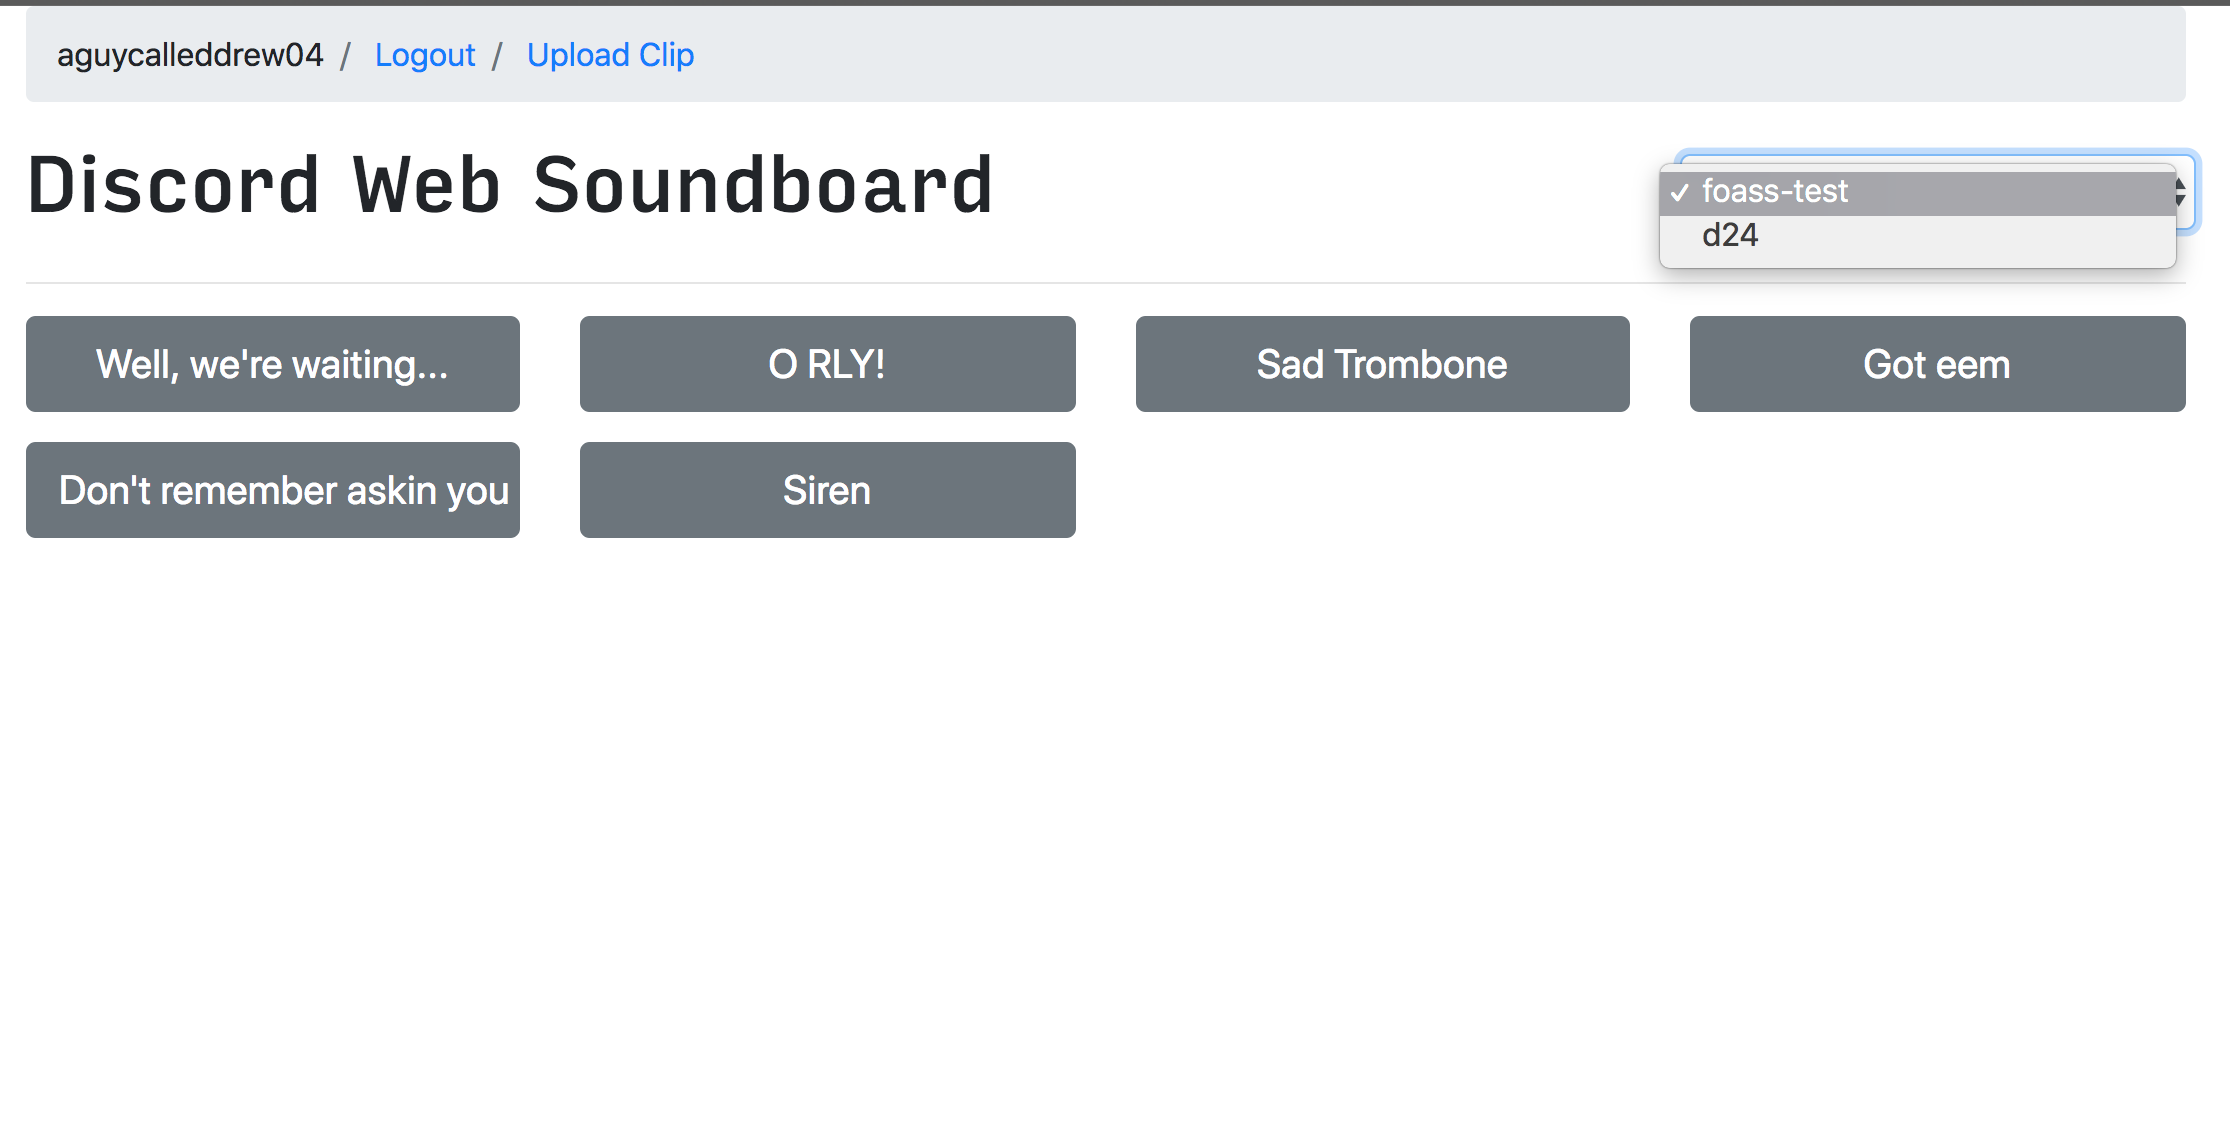 aguycalleddrew04 / Logout / Upload Clip
Discord Web Soundboard
✓ foass-test
d24
Well, we're waiting...
O RLY!
Sad Trombone
Got eem
Don't remember askin you
Siren